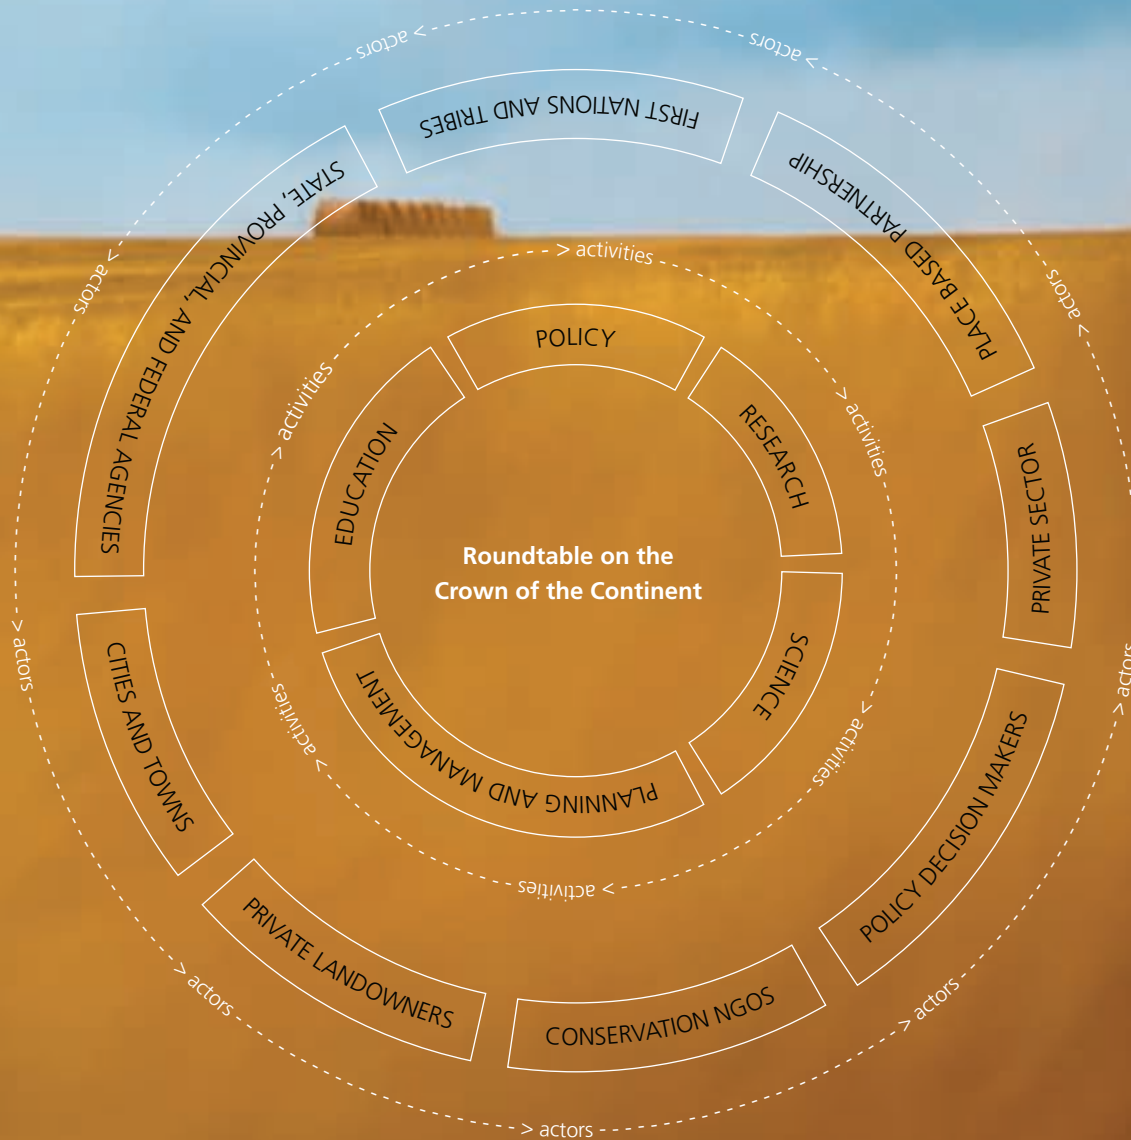 > actors
> actors
FIRST NATIONS AND TRIBES
PLACE BASED PARTNERSHIP
> actors
PRIVATE SECTOR
> actors
POLICY DECISION MAKERS
> actors
CONSERVATION NGOS
> actors
PRIVATE LANDOWNERS
> actors
CITIES AND TOWNS
> actors
STATE, PROVINCIAL, AND FEDERAL AGENCIES
> actors
> activities
POLICY
> activities
RESEARCH
> activities
SCIENCE
> activities
PLANNING AND MANAGEMENT
> activities
EDUCATION
> activities
Roundtable on the
Crown of the Continent